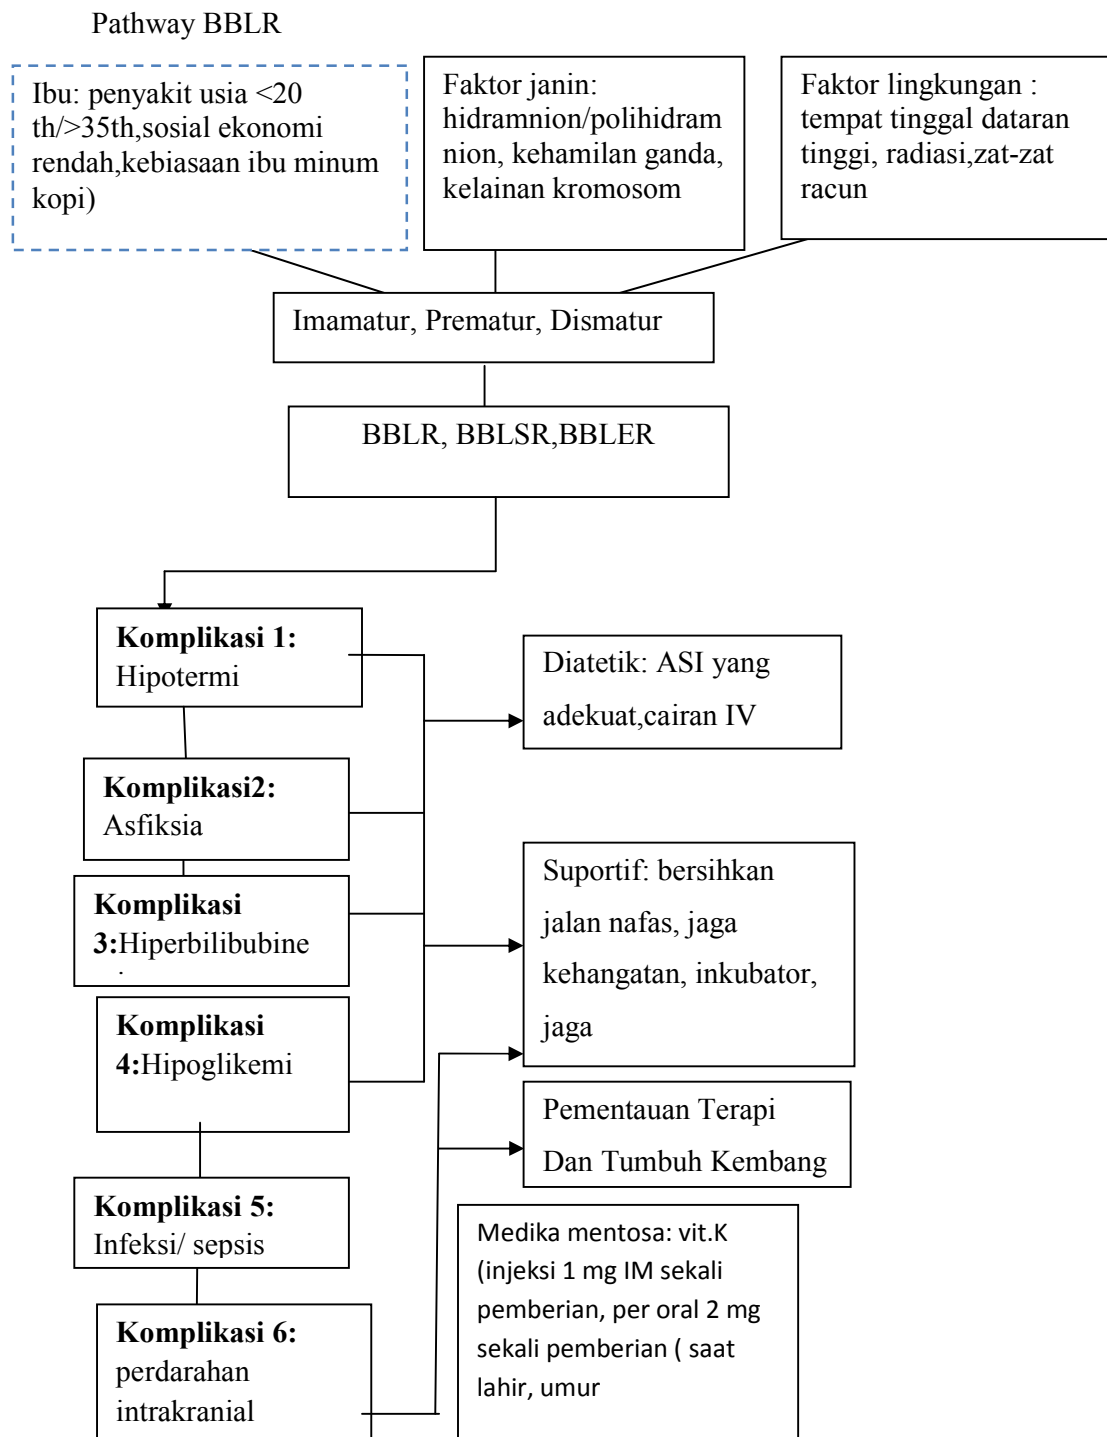 Pathway BBLR
Ibu: penyakit usia <20
th/>35th,sosial ekonomi
rendah,kebiasaan ibu minum
kopi)
Faktor janin:
hidramnion/polihidram
nion, kehamilan ganda,
kelainan kromosom
Faktor lingkungan :
tempat tinggal dataran
tinggi, radiasi,zat-zat
racun
Imamatur, Prematur, Dismatur
BBLR, BBLSR,BBLER
Komplikasi 1:
Hipotermi
Diatetik: ASI yang
adekuat,cairan IV
Komplikasi2:
Asfiksia
Komplikasi
3:Hiperbilibubine
Suportif: bersihkan
jalan nafas, jaga
kehangatan, inkubator,
jaga
Komplikasi
4:Hipoglikemi
Pementauan Terapi
Dan Tumbuh Kembang
Komplikasi 5:
Infeksi/ sepsis
Medika mentosa: vit.K
(injeksi 1 mg IM sekali
pemberian, per oral 2 mg
sekali pemberian ( saat
lahir, umur
Komplikasi 6:
perdarahan
intrakranial